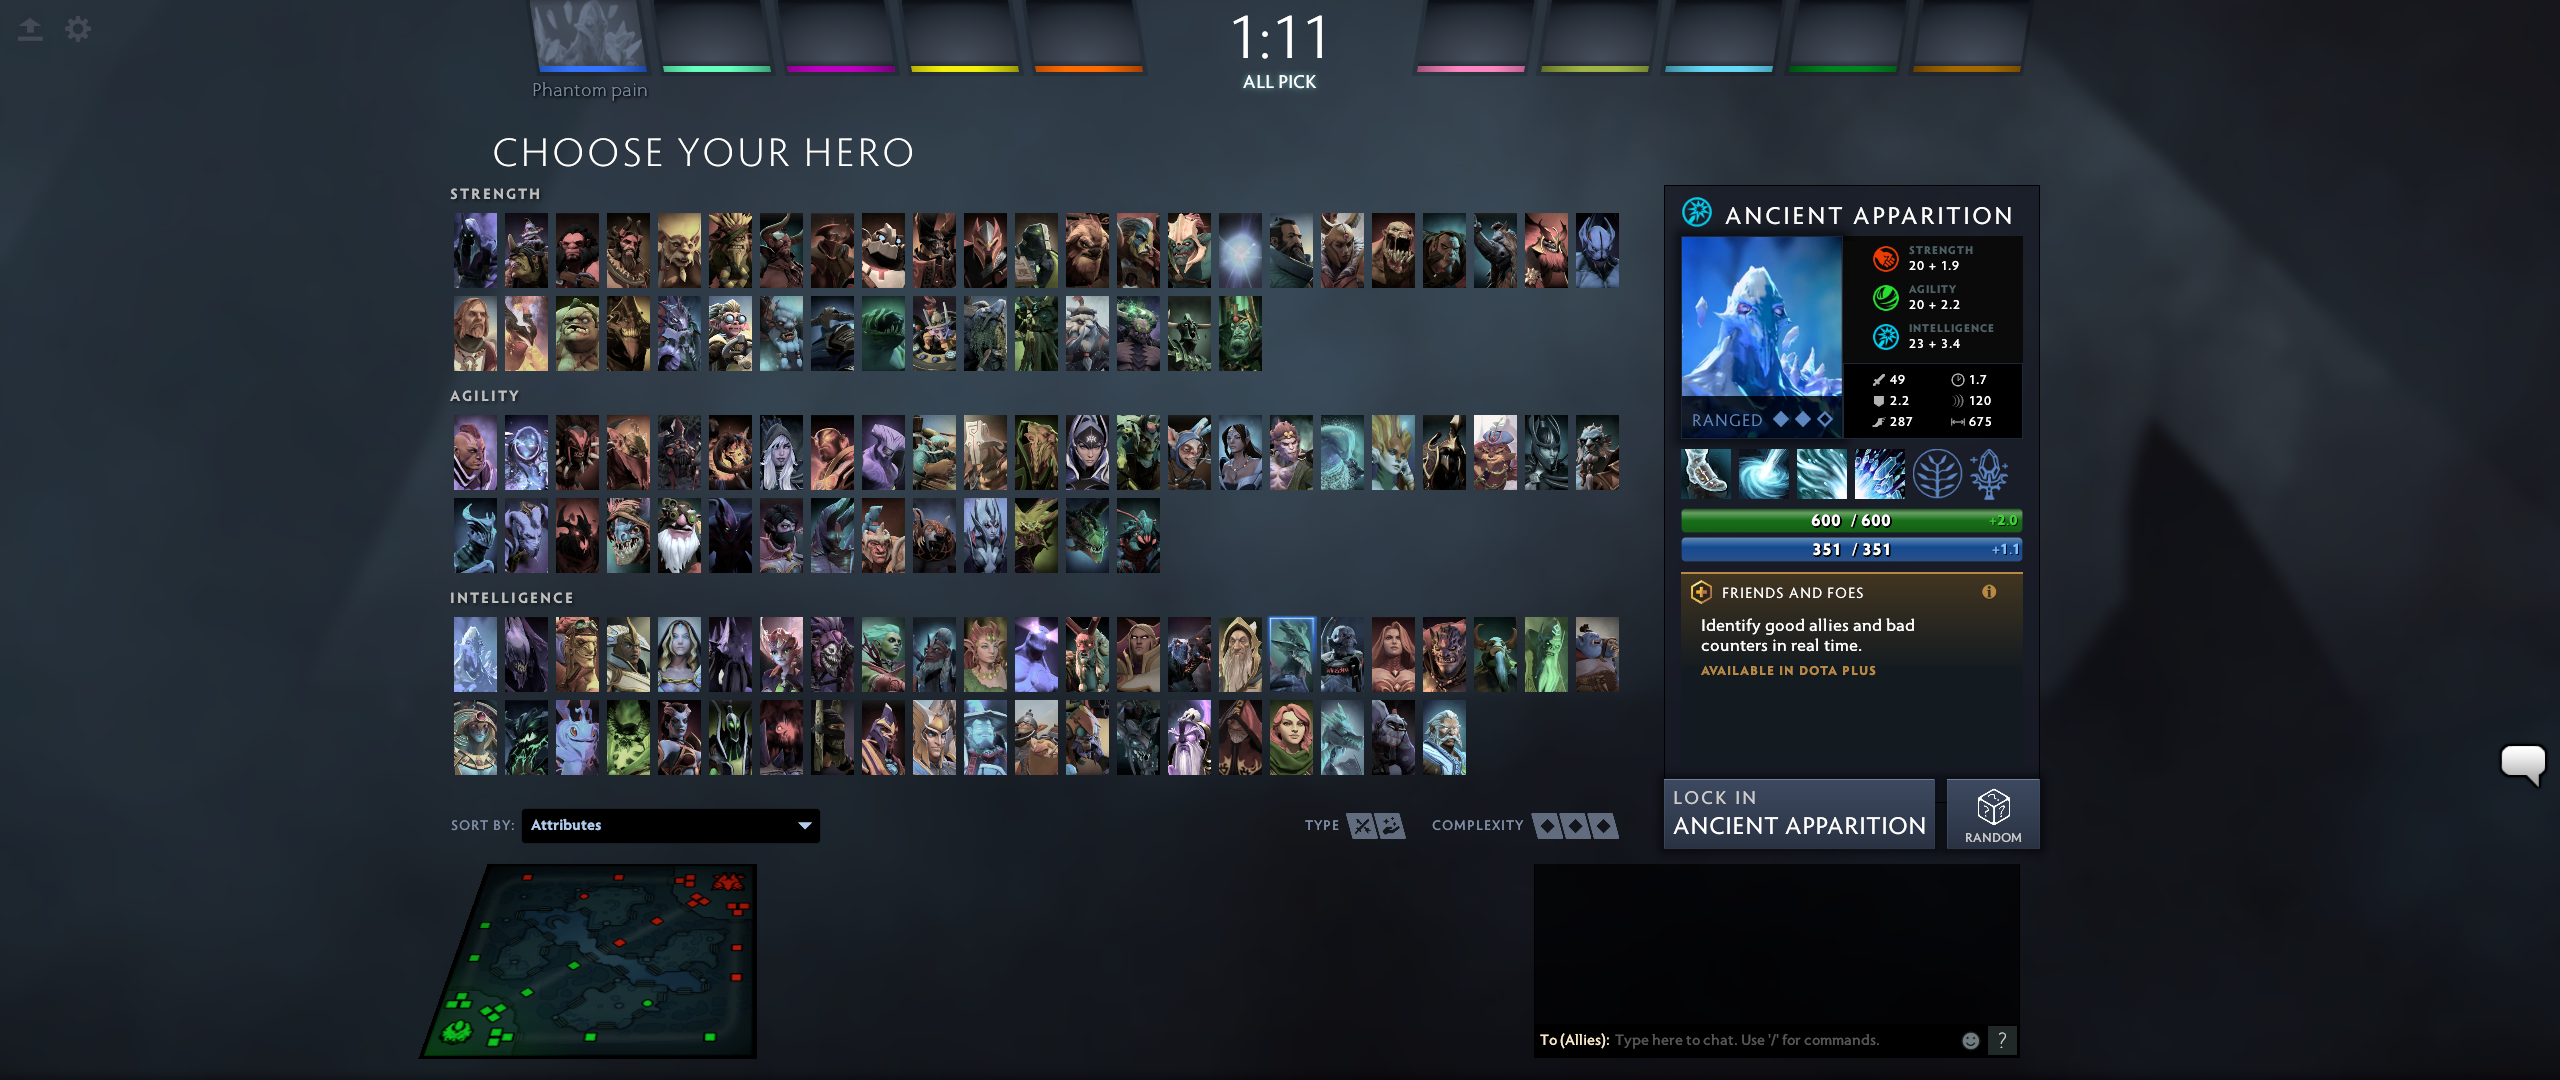 1:11
ALL PICK
Phantom pain
CHOOSE YOUR HERO
STRENGTH
AGILITY
INTELLIGENCE
ANCIENT APPARITION
STRENGTH
20 + 1.9
AGILITY
20 + 2.2
INTELLIGENCE
23 + 3.4
49 1.7
2.2 120
287 675
RANGED
600 / 600 +2.0
351 / 351 +1.1
FRIENDS AND FOES
Identify good allies and bad
counters in real time.
AVAILABLE IN DOTA PLUS
LOCK IN
ANCIENT APPARITION
RANDOM
SORT BY: Attributes
TYPE
COMPLEXITY
To (Allies): Type here to chat. Use '/' for commands.
?